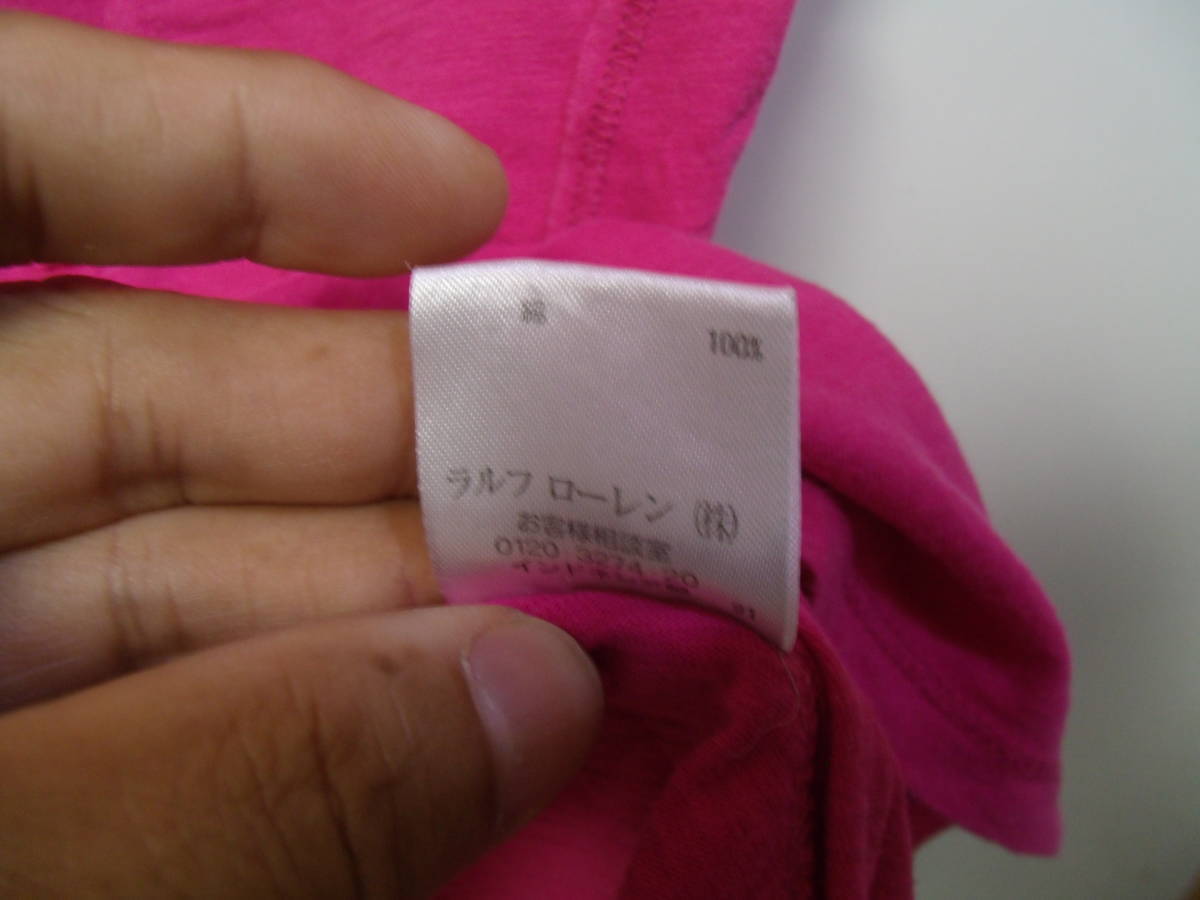 綿 100%
ラルフ ローレン (株)
お客様相談室
0120 3274-20
21